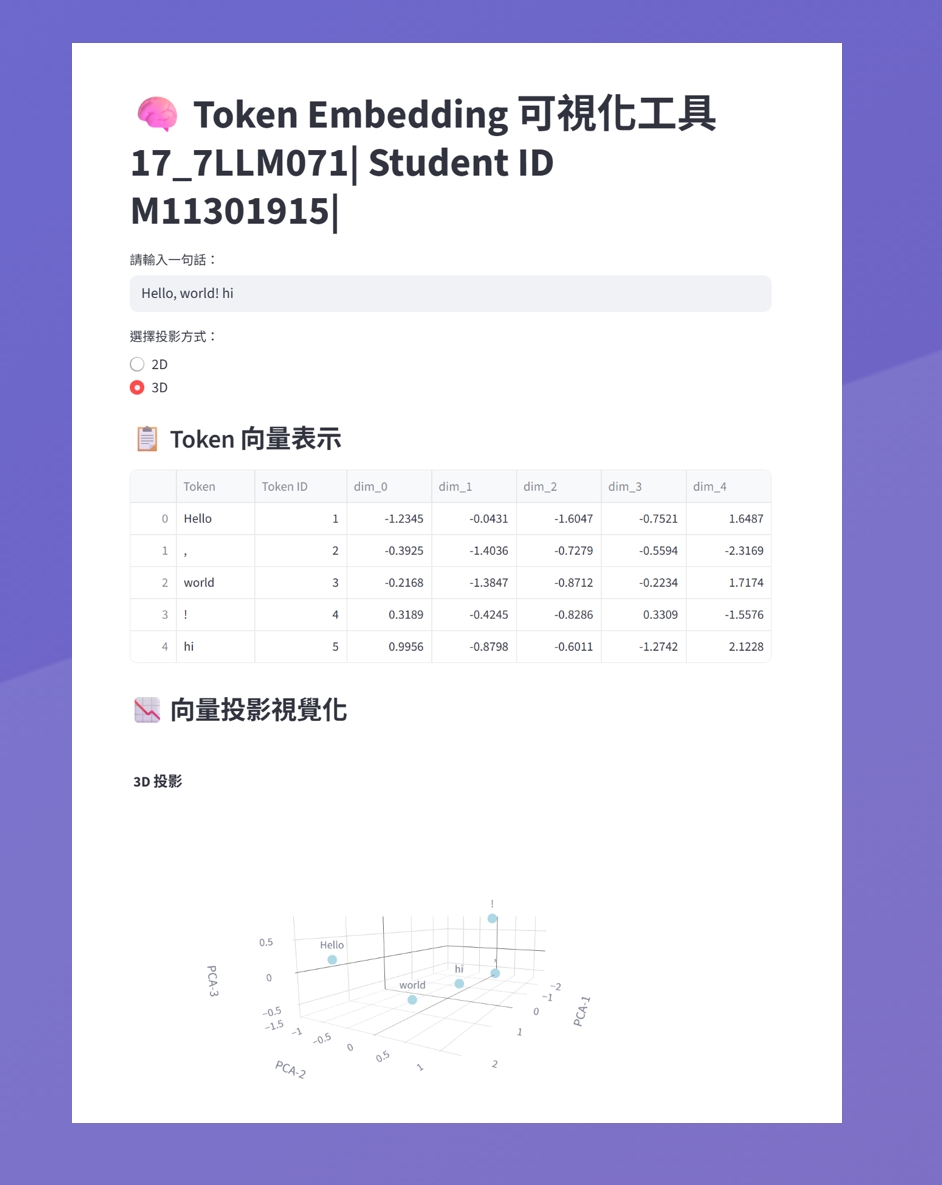 🧠 Token Embedding 可視化工具
17_7LLM071| Student ID
M11301915|
請輸入一句話：
Hello, world! hi
選擇投影方式：
2D
3D
📋 Token 向量表示
Token Token ID dim_0 dim_1 dim_2 dim_3 dim_4
0 Hello 1 -1.2345 -0.0431 -1.6047 -0.7521 1.6487
1 , 2 -0.3925 -1.4036 -0.7279 -0.5594 -2.3169
2 world 3 -0.2168 -1.3847 -0.8712 -0.2234 1.7174
3 ! 4 0.3189 -0.4245 -0.8286 0.3309 -1.5576
4 hi 5 0.9956 -0.8798 -0.6011 -1.2742 2.1228
📉 向量投影視覺化
3D 投影
!
0.5
Hello
PCA-3
0
hi
,
world
−0.5
−1.5
−1
−0.5
0
0.5
1
PCA-2
−2
−1
0
1
2
PCA-1